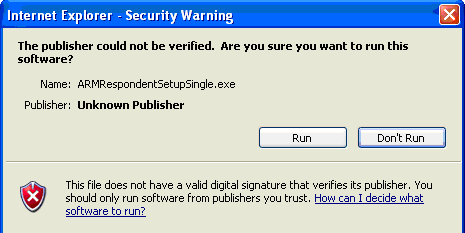 Internet Explorer - Security Warning
The publisher could not be verified.  Are you sure you want to run this
software?
Name: ARMRespondentSetupSingle.exe
Publisher: Unknown Publisher
Run Don't Run
This file does not have a valid digital signature that verifies its publisher. You
should only run software from publishers you trust. How can I decide what
software to run?